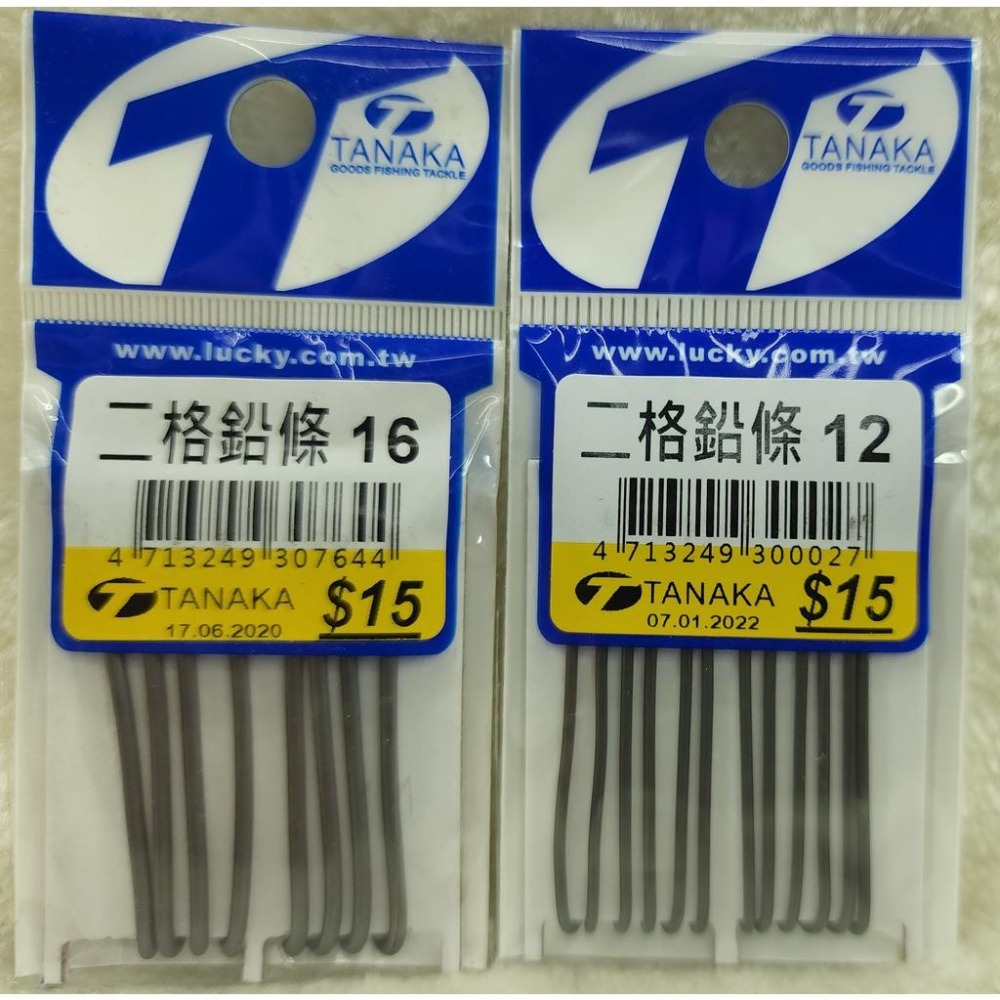 TANAKA
GOODS FISHING TACKLE
www.lucky.com.tw
二格鉛條 16
4 713249 307644
TANAKA $15
17.06.2020
TANAKA
GOODS FISHING TACKLE
www.lucky.com.tw
二格鉛條 12
4 713249 300027
TANAKA $15
07.01.2022